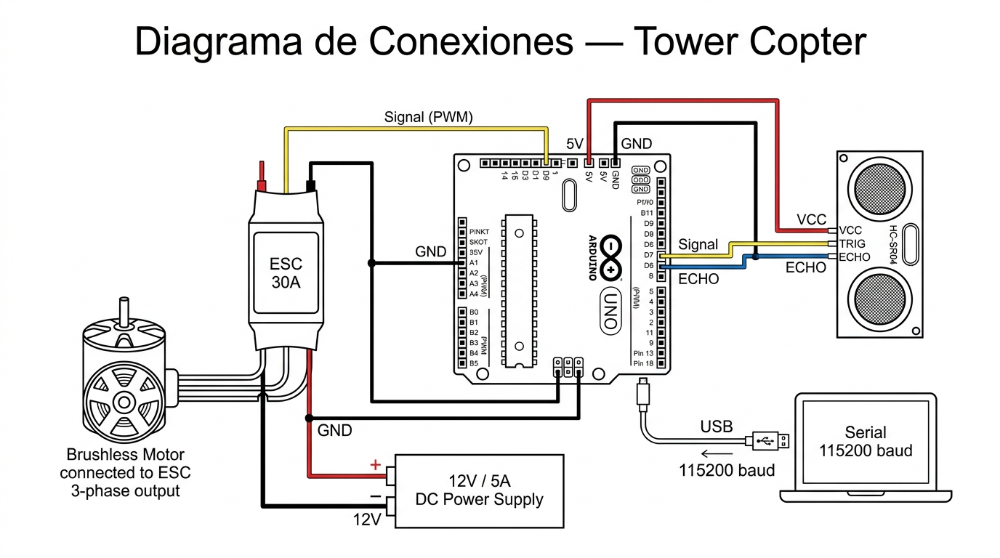 Diagrama de Conexiones — Tower Copter
Signal (PWM)
5V
GND
14
15
D3
D1
D9
5V
5V
GND
GND
GND
ESC
30A
GND
PINKT
SKOT
35V
A1
A2
A3
A4
B0
B1
B2
B3
B4
B5
ARDUINO
UNO
B11
D9
D8
D6
D7
D6
8
5
4
3
2
11
9
Pin 13
Pin 18
Signal
ECHO
VCC
ECHO
VCC
TRIG
ECHO
HC-SR04
Brushless Motor
connected to ESC
3-phase output
GND
+
−
12V
12V / 5A
DC Power Supply
USB
115200 baud
Serial
115200 baud